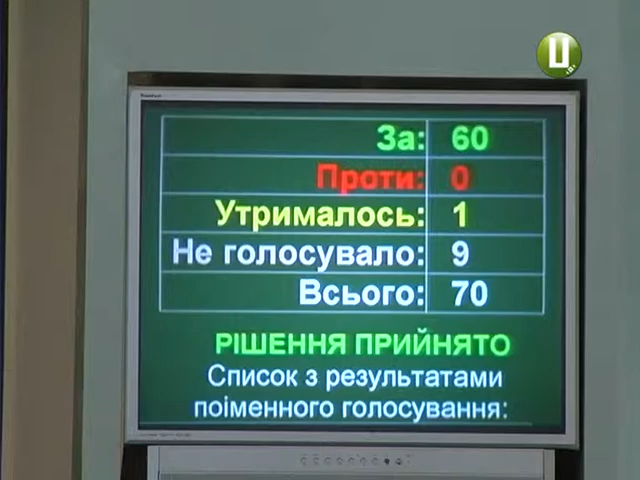 Ц
За: 60
Проти: 0
Утрималось: 1
Не голосувало: 9
Всього: 70
РІШЕННЯ ПРИЙНЯТО
Список з результатами
поіменного голосування: